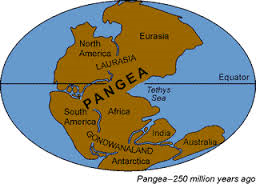 North
America
Eurasia
LAURASIA
PANGEA
Equator
Tethys
Sea
South
America
Africa
India
GONDWANALAND
Australia
Antarctica
Pangea–250 million years ago